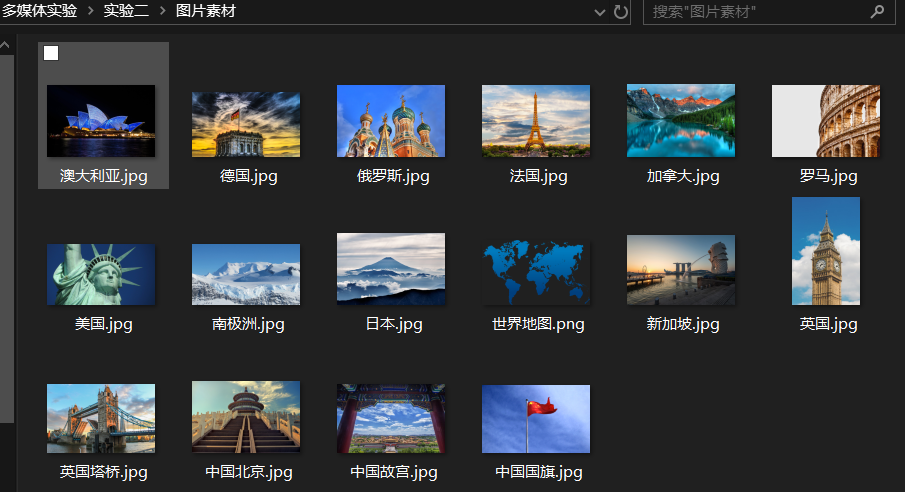 多媒体实验 > 实验二 > 图片素材
搜索"图片素材"
澳大利亚.jpg
德国.jpg
俄罗斯.jpg
法国.jpg
加拿大.jpg
罗马.jpg
美国.jpg
南极洲.jpg
日本.jpg
世界地图.png
新加坡.jpg
英国.jpg
英国塔桥.jpg
中国北京.jpg
中国故宫.jpg
中国国旗.jpg